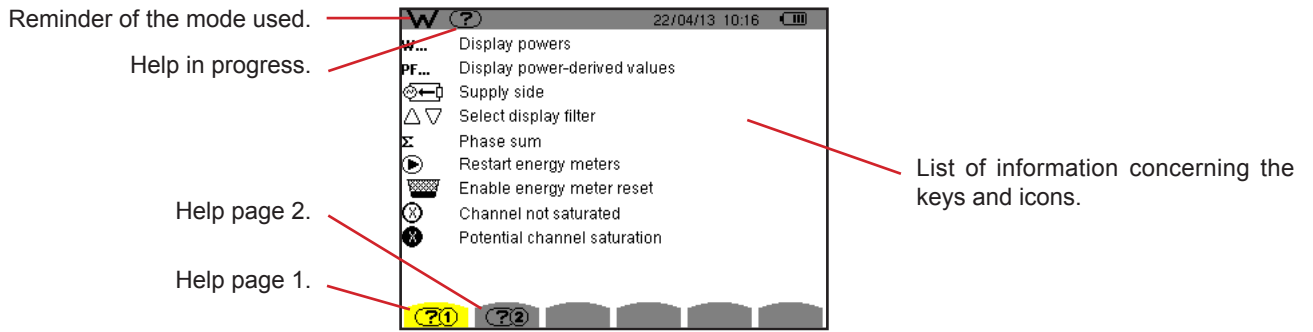 Reminder of the mode used.
W ? 22/04/13 10:16
Help in progress.
W... Display powers
PF... Display power-derived values
Supply side
Select display filter
Σ Phase sum
Restart energy meters
Enable energy meter reset
X Channel not saturated
X Potential channel saturation
List of information concerning the
keys and icons.
Help page 2.
Help page 1.
?1 ?2